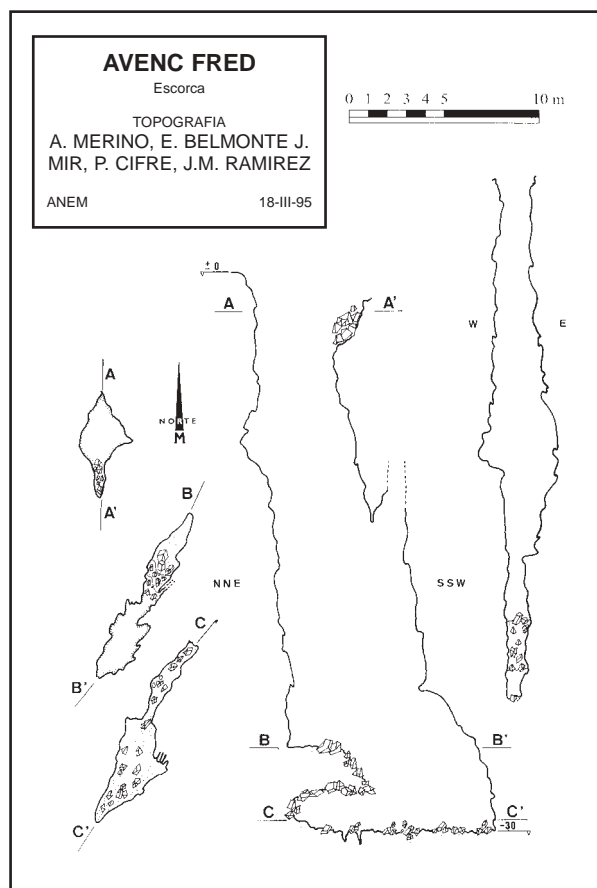 AVENC FRED
Escorca
TOPOGRAFIA
A. MERINO, E. BELMONTE J.
MIR, P. CIFRE, J.M. RAMIREZ
ANEM 18-III-95
0 1 2 3 4 5 10 m
± 0
A A'
W E
A
NORTE
M
A'
B
NNE SSW
C
B'
B B'
C C'
-30
C'